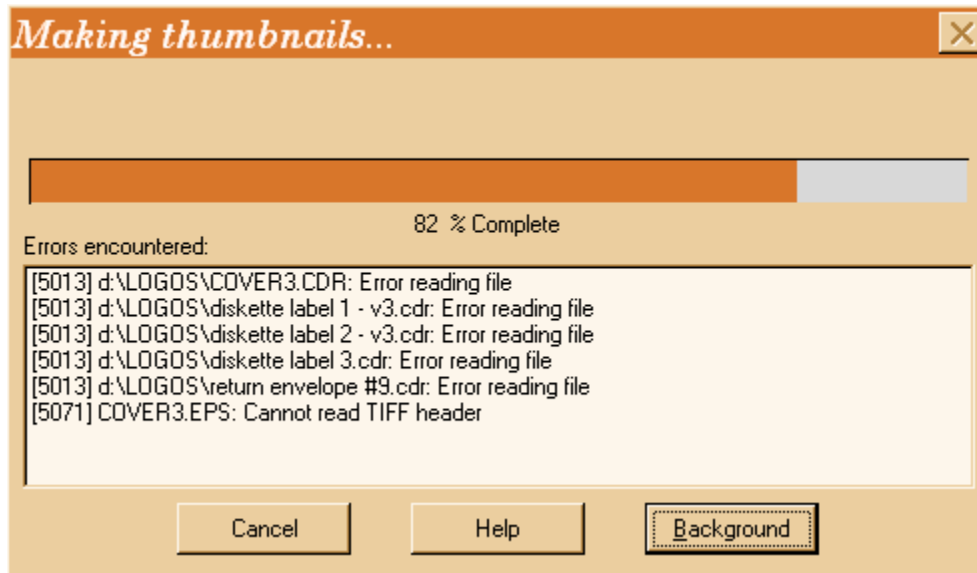 Making thumbnails...
82 % Complete
Errors encountered:
[5013] d:\LOGOS\COVER3.CDR: Error reading file
[5013] d:\LOGOS\diskette label 1 - v3.cdr: Error reading file
[5013] d:\LOGOS\diskette label 2 - v3.cdr: Error reading file
[5013] d:\LOGOS\diskette label 3.cdr: Error reading file
[5013] d:\LOGOS\return envelope #9.cdr: Error reading file
[5071] COVER3.EPS: Cannot read TIFF header
Cancel Help Background